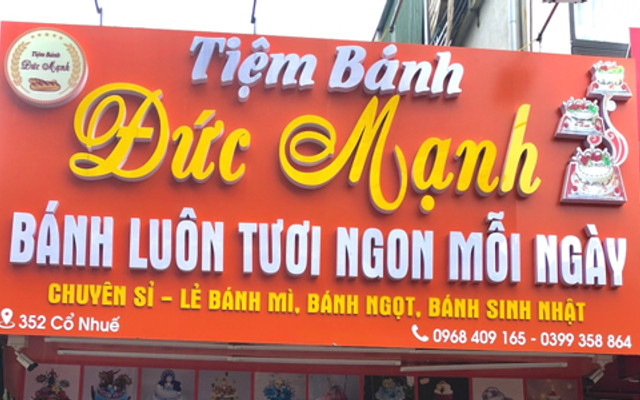 Tiệm Bánh
Đức Mạnh
Tiệm Bánh
Đức Mạnh
BÁNH LUÔN TƯƠI NGON MỖI NGÀY
CHUYÊN SỈ – LẺ BÁNH MÌ, BÁNH NGỌT, BÁNH SINH NHẬT
352 Cổ Nhuế
0968 409 165 - 0399 358 864